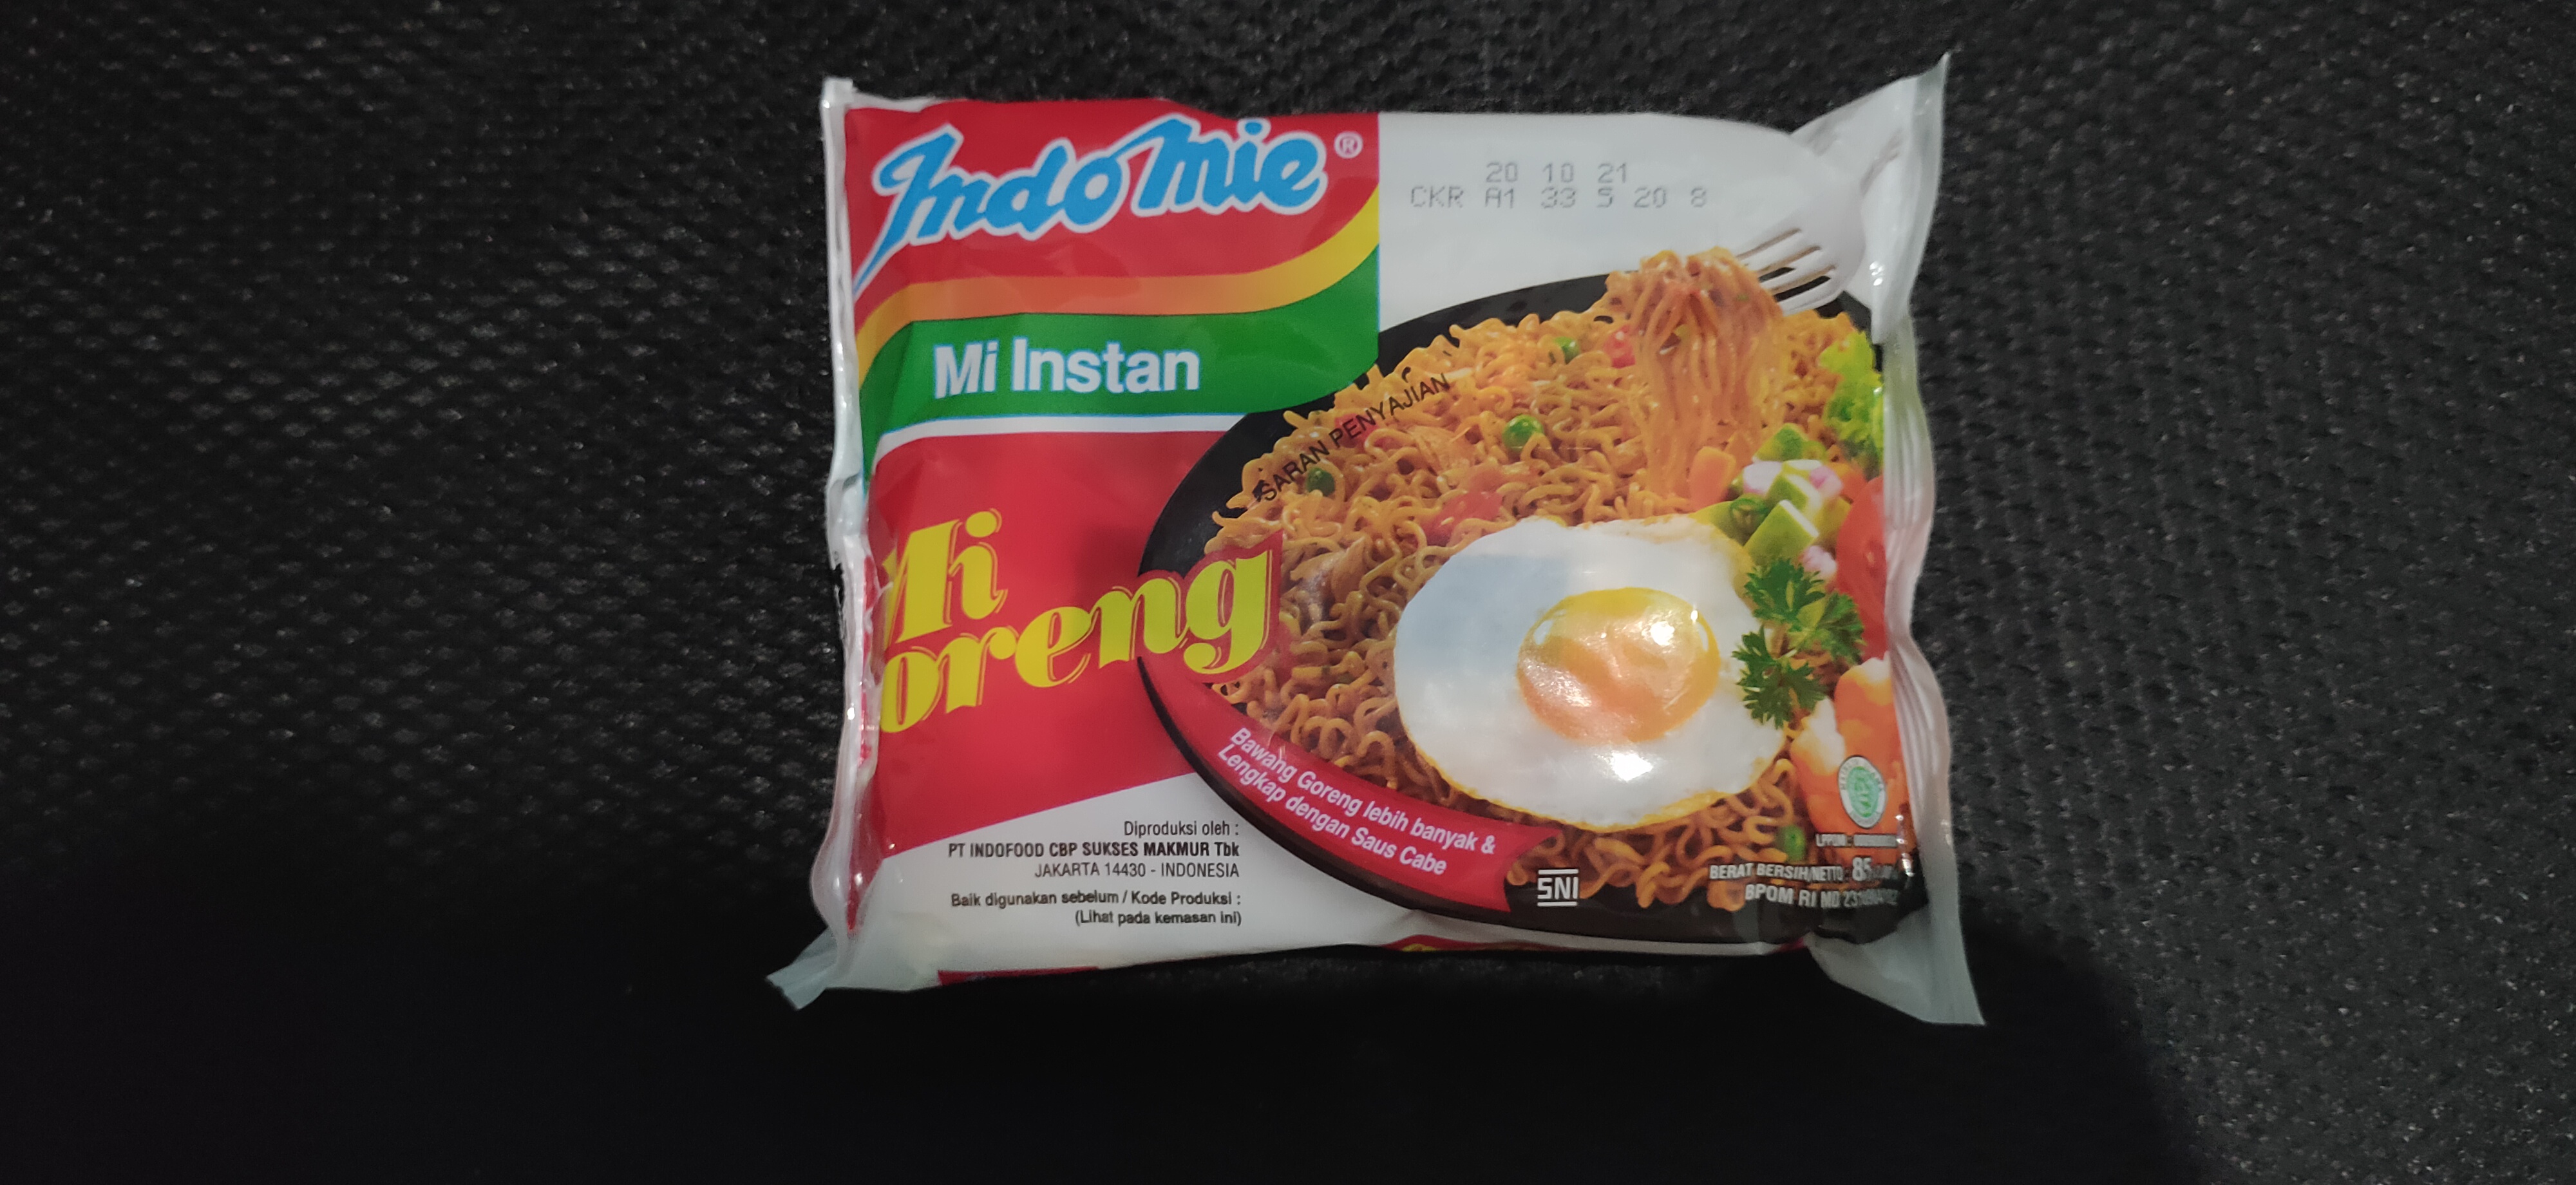 Indomie®
20 10 21
CKR A1 33 5 20 8
Mi Instan
SARAN PENYAJIAN
Mi
oreng
Bawang Goreng lebih banyak &
Lengkap dengan Saus Cabe
Diproduksi oleh :
PT INDOFOOD CBP SUKSES MAKMUR Tbk
JAKARTA 14430 - INDONESIA
Baik digunakan sebelum / Kode Produksi :
(Lihat pada kemasan ini)
SNI
BERAT BERSIH/NETTO : 85
BPOM RI MD